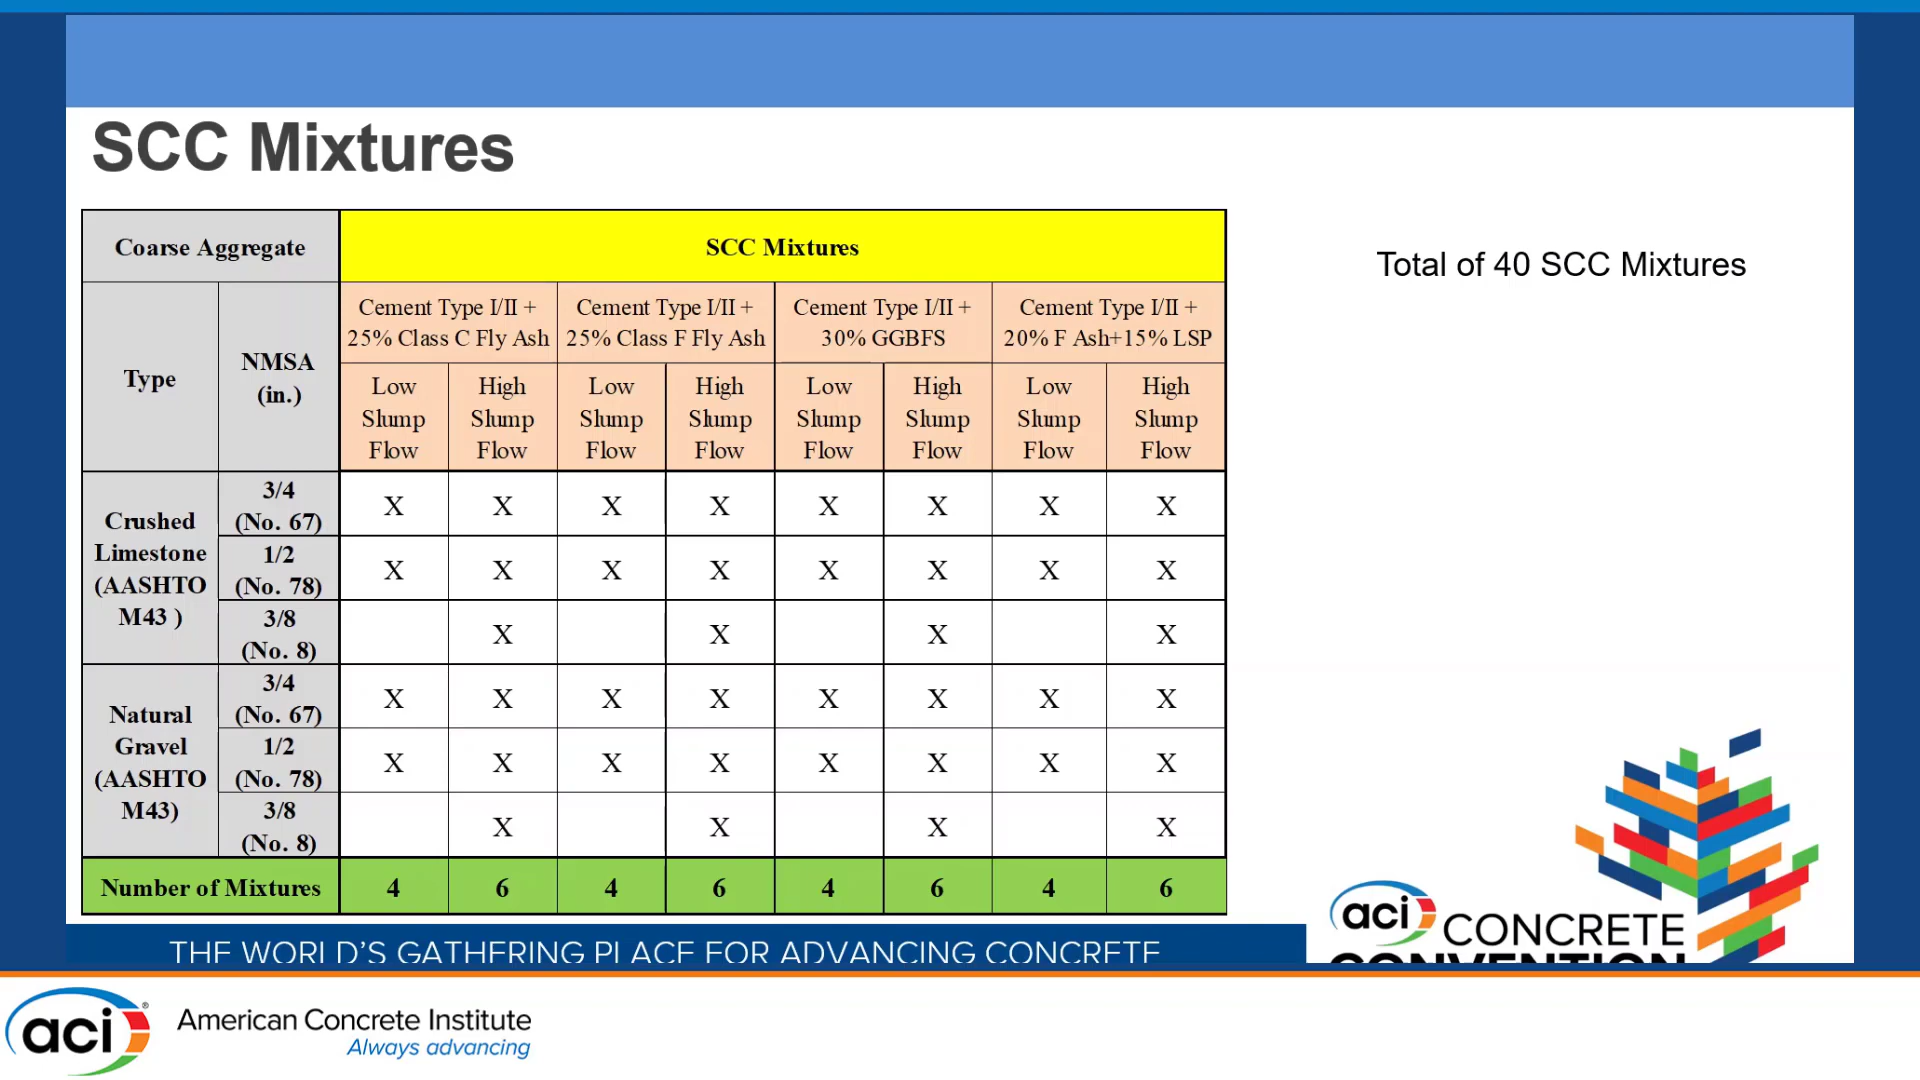 SCC Mixtures
Total of 40 SCC Mixtures
Coarse Aggregate
SCC Mixtures
Type
NMSA
(in.)
Cement Type I/II +
25% Class C Fly Ash
Cement Type I/II +
25% Class F Fly Ash
Cement Type I/II +
30% GGBFS
Cement Type I/II +
20% F Ash+15% LSP
Low
Slump
Flow
High
Slump
Flow
Low
Slump
Flow
High
Slump
Flow
Low
Slump
Flow
High
Slump
Flow
Low
Slump
Flow
High
Slump
Flow
Crushed
Limestone
(AASHTO
M43 )
3/4
(No. 67)
X X X X X X X X
1/2
(No. 78)
X X X X X X X X
3/8
(No. 8)
X X X X
Natural
Gravel
(AASHTO
M43)
3/4
(No. 67)
X X X X X X X X
1/2
(No. 78)
X X X X X X X X
3/8
(No. 8)
X X X X
Number of Mixtures 4 6 4 6 4 6 4 6
THE WORLD'S GATHERING PLACE FOR ADVANCING CONCRETE
aci CONCRETE
CONVENTION
aci®
American Concrete Institute
Always advancing